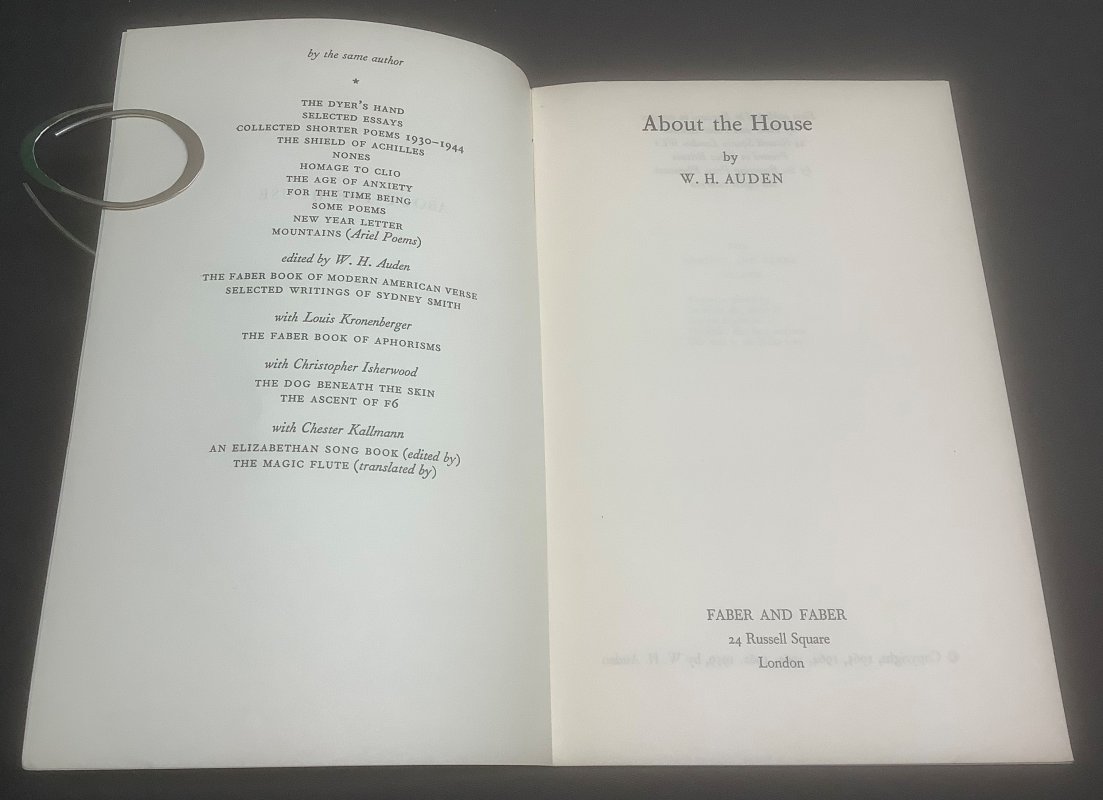 by the same author
*
THE DYER'S HAND
SELECTED ESSAYS
COLLECTED SHORTER POEMS 1930-1944
THE SHIELD OF ACHILLES
NONES
HOMAGE TO CLIO
THE AGE OF ANXIETY
FOR THE TIME BEING
SOME POEMS
NEW YEAR LETTER
MOUNTAINS (Ariel Poems)
edited by W. H. Auden
THE FABER BOOK OF MODERN AMERICAN VERSE
SELECTED WRITINGS OF SYDNEY SMITH
with Louis Kronenberger
THE FABER BOOK OF APHORISMS
with Christopher Isherwood
THE DOG BENEATH THE SKIN
THE ASCENT OF F6
with Chester Kallmann
AN ELIZABETHAN SONG BOOK (edited by)
THE MAGIC FLUTE (translated by)
About the House
by
W. H. AUDEN
FABER AND FABER
24 Russell Square
London